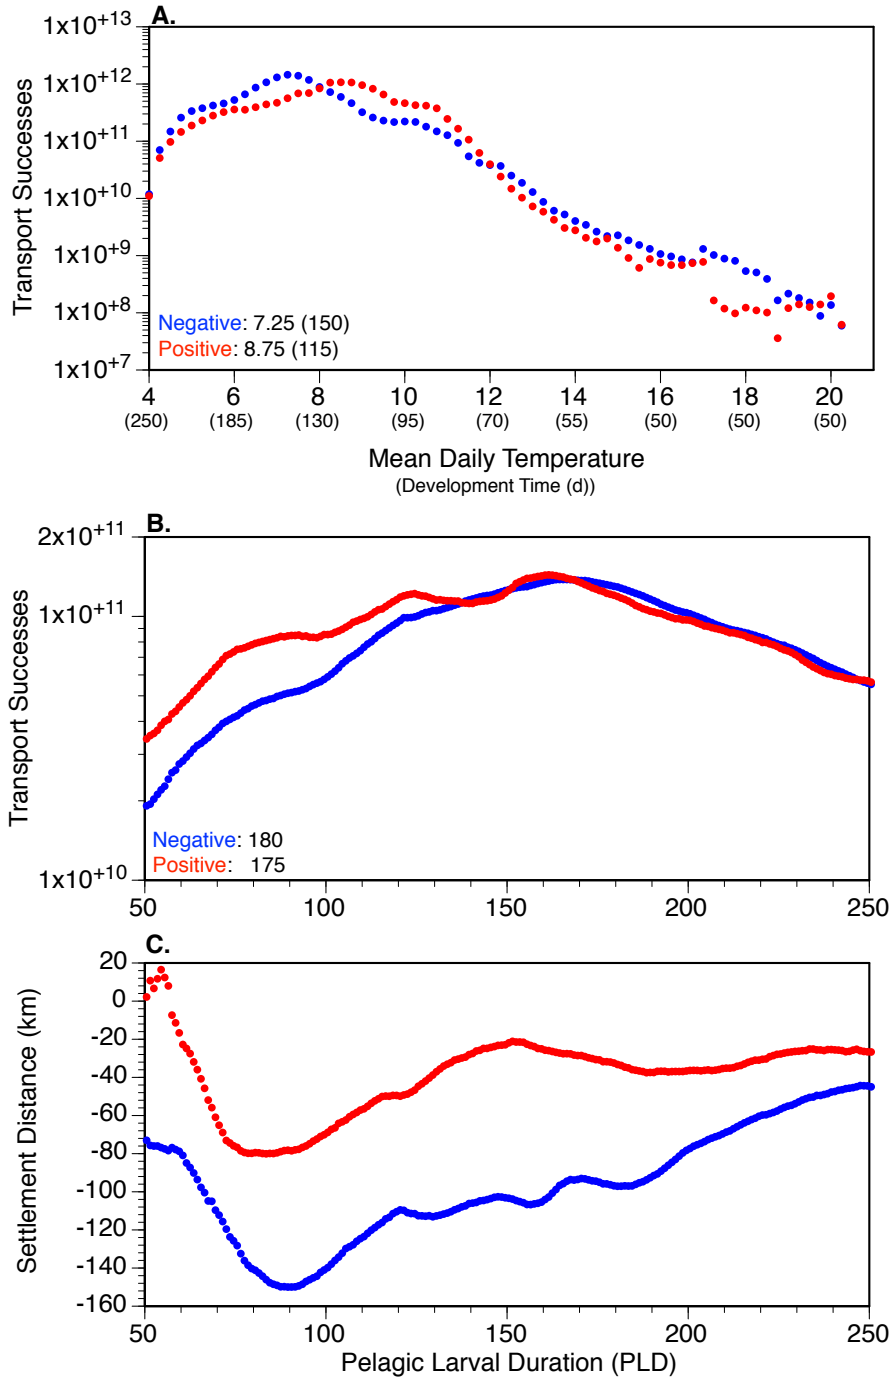 A.
1x10+13
1x10+12
1x10+11
1x10+10
1x10+9
1x10+8
1x10+7
Transport Successes
Negative: 7.25 (150)
Positive: 8.75 (115)
4 6 8 10 12 14 16 18 20
(250) (185) (130) (95) (70) (55) (50) (50) (50)
Mean Daily Temperature
(Development Time (d))
B.
2x10+11
1x10+11
1x10+10
Transport Successes
Negative: 180
Positive: 175
50 100 150 200 250
C.
20
0
-20
-40
-60
-80
-100
-120
-140
-160
Settlement Distance (km)
50 100 150 200 250
Pelagic Larval Duration (PLD)